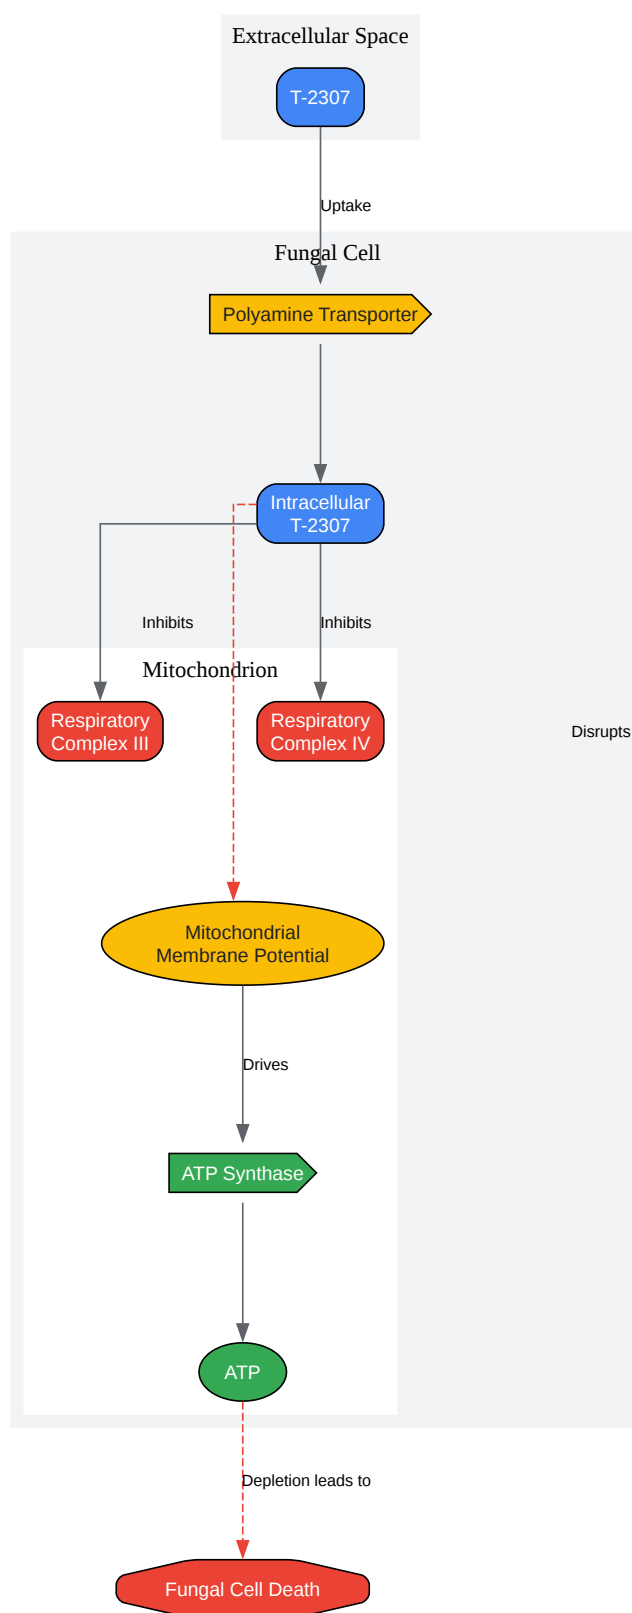 Extracellular Space
T-2307
Uptake
Fungal Cell
Polyamine Transporter
Intracellular
T-2307
Inhibits
Inhibits
Mitochondrion
Respiratory
Complex III
Respiratory
Complex IV
Disrupts
Mitochondrial
Membrane Potential
Drives
ATP Synthase
ATP
Depletion leads to
Fungal Cell Death